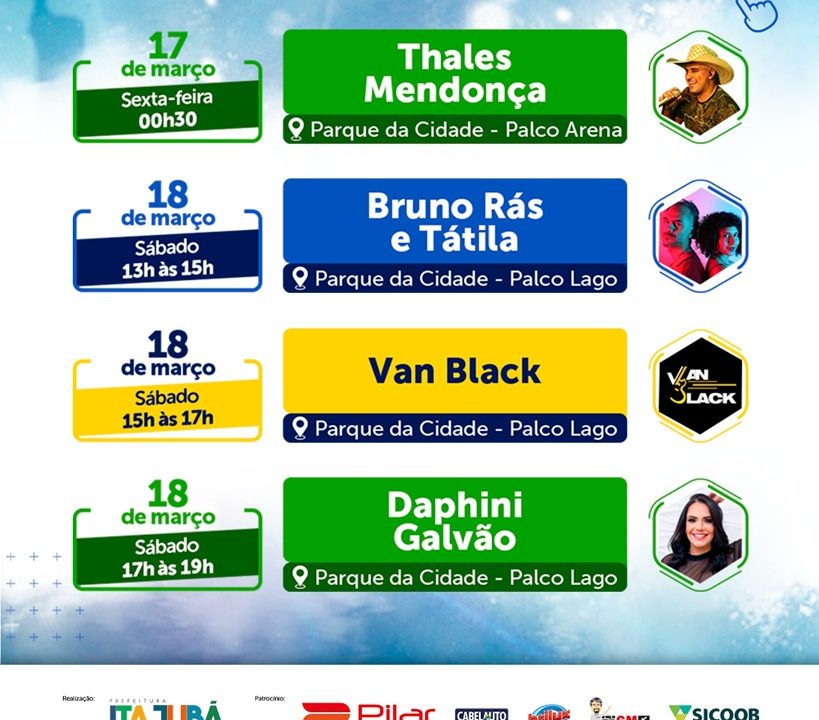 17
de março
Sexta-feira
00h30
Thales
Mendonça
Parque da Cidade - Palco Arena
18
de março
Sábado
13h às 15h
Bruno Rás
e Tátila
Parque da Cidade - Palco Lago
18
de março
Sábado
15h às 17h
Van Black
Parque da Cidade - Palco Lago
VAN
BLACK
18
de março
Sábado
17h às 19h
Daphini
Galvão
Parque da Cidade - Palco Lago
Realização:
PREFEITURA
ITAJUBÁ
Patrocínio:
Pilar
CABELAUTO
brilux
SICOOB